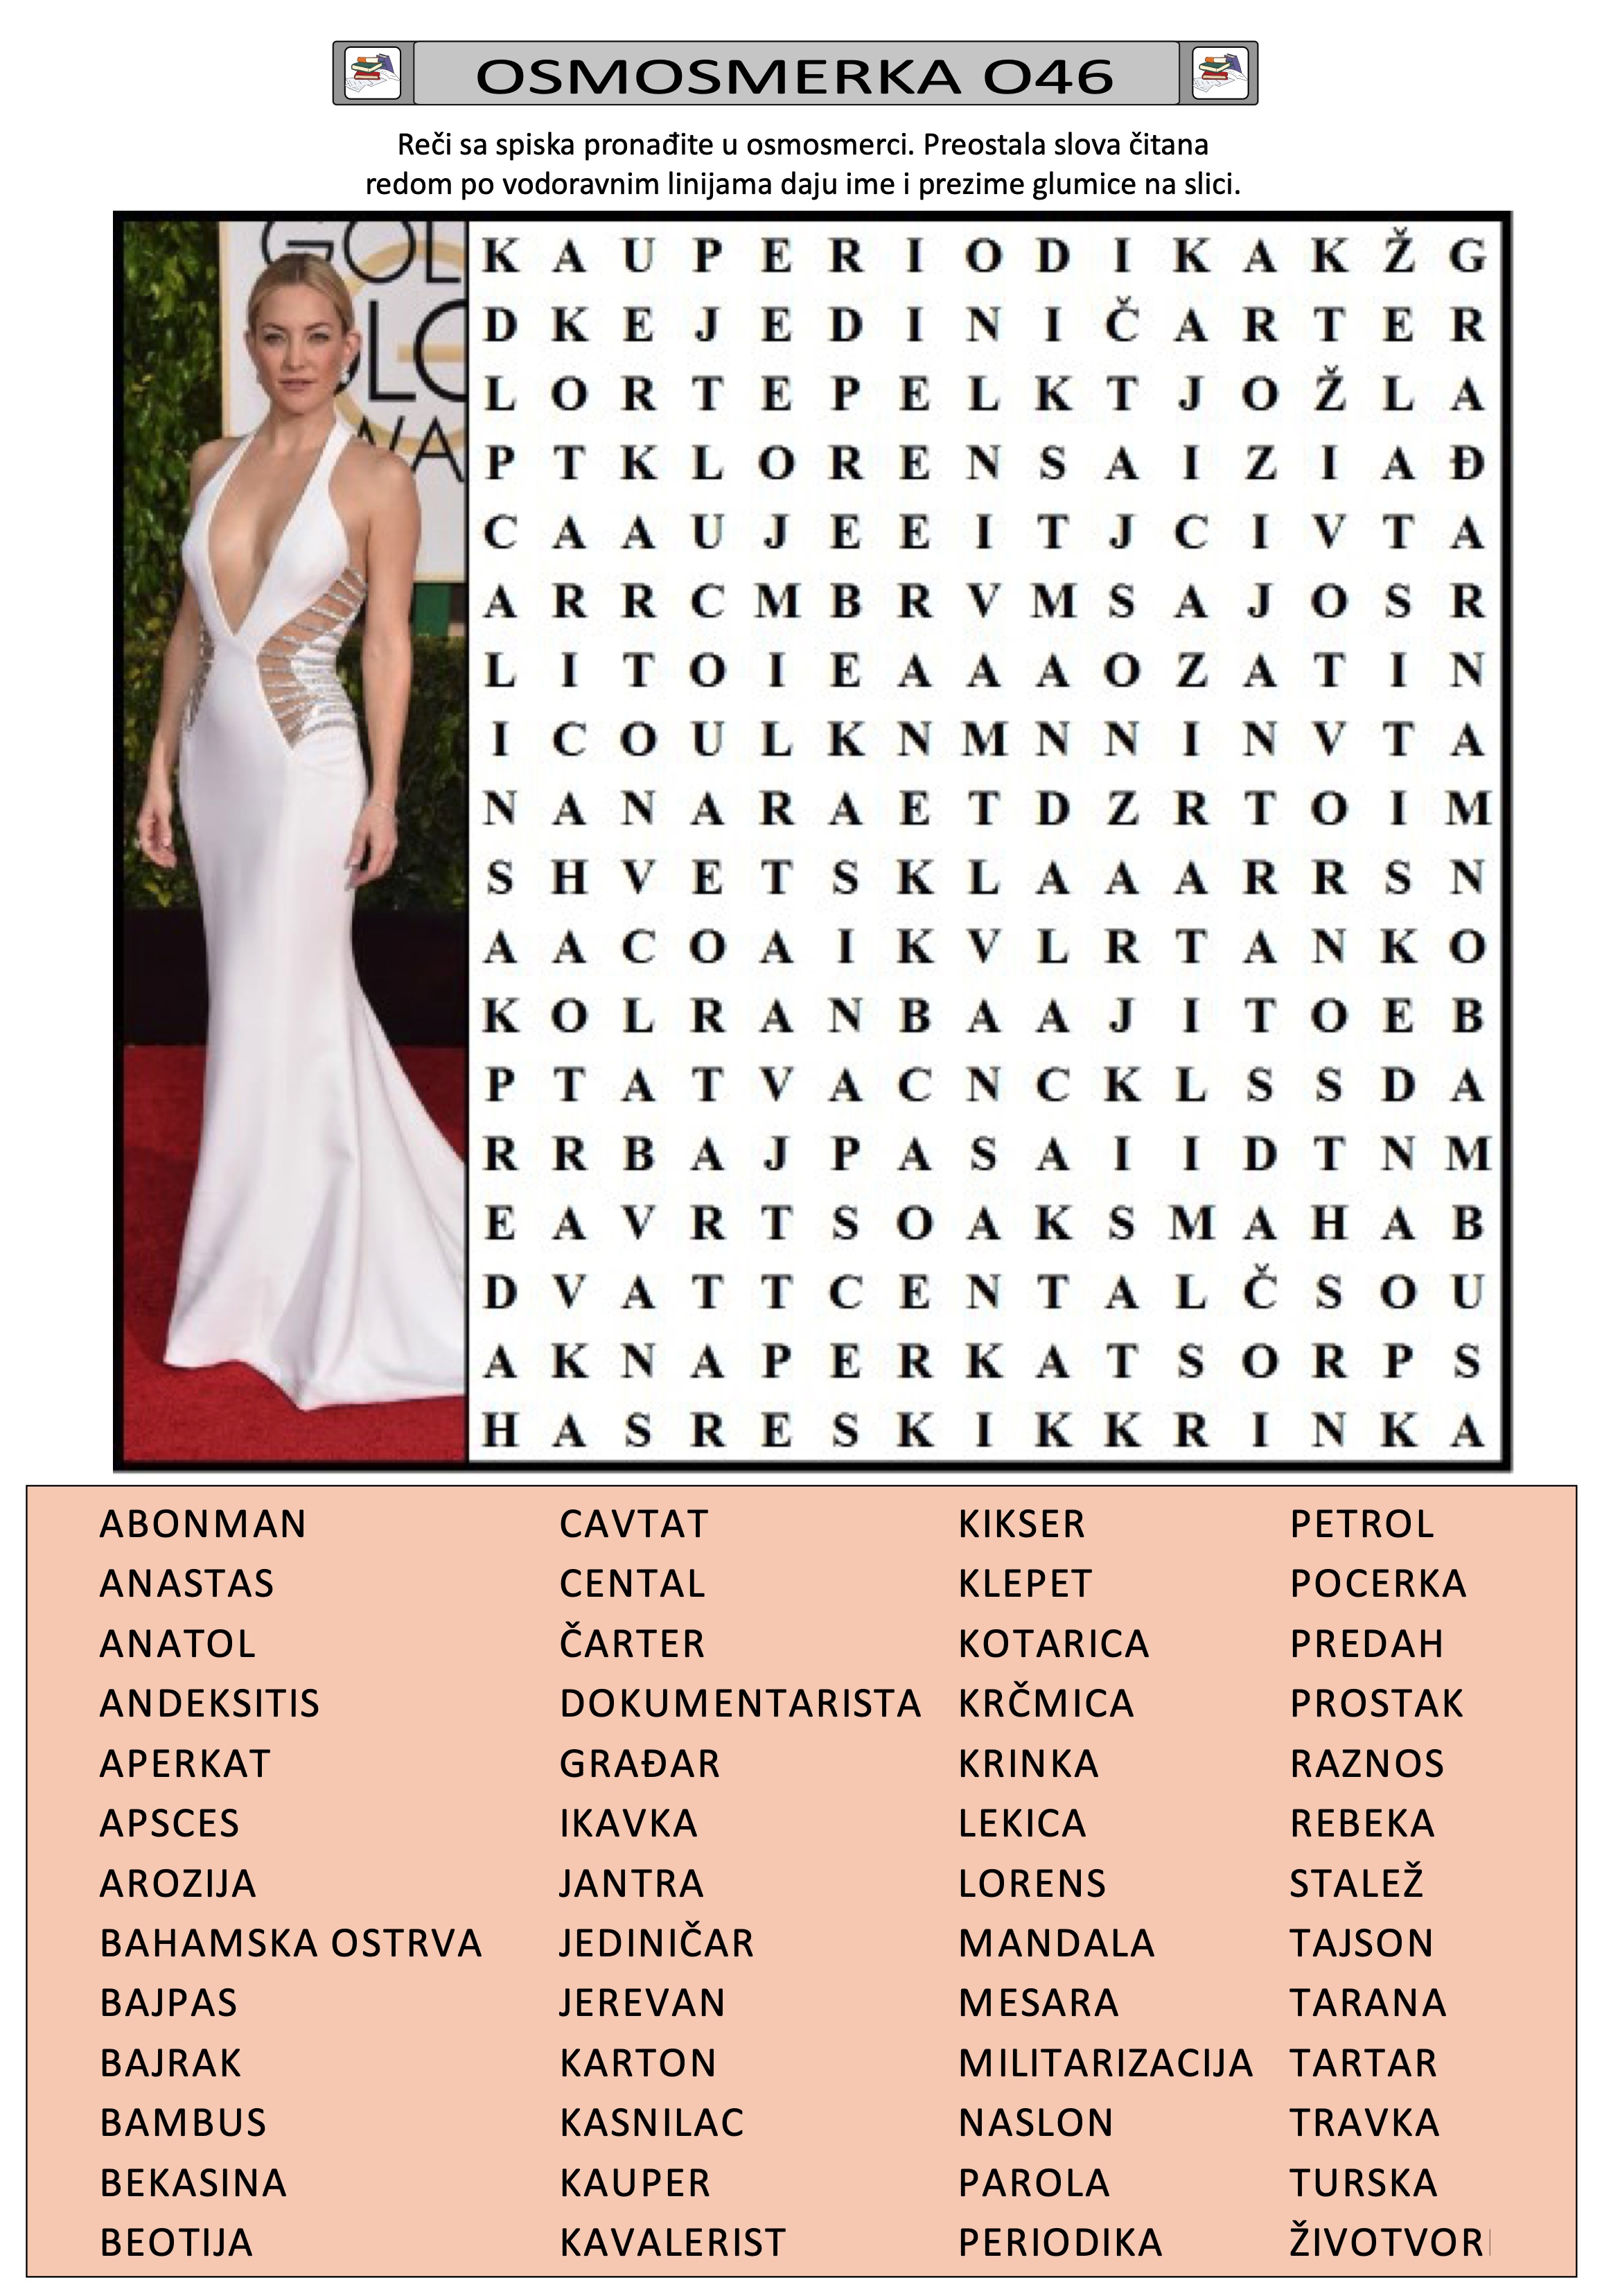 OSMOSMERKA O46
Reči sa spiska pronađite u osmosmerci. Preostala slova čitana
redom po vodoravnim linijama daju ime i prezime glumice na slici.
GOL
LO
LO
WA
K A U P E R I O D I K A K Ž G
D K E J E D I N I Č A R T E R
L O R T E P E L K T J O Ž L A
P T K L O R E N S A I Z I A Đ
C A A U J E E I T J C I V T A
A R R C M B R V M S A J O S R
L I T O I E A A A O Z A T I N
I C O U L K N M N N I N V T A
N A N A R A E T D Z R T O I M
S H V E T S K L A A A R R S N
A A C O A I K V L R T A N K O
K O L R A N B A A J I T O E B
P T A T V A C N C K L S S D A
R R B A J P A S A I I D T N M
E A V R T S O A K S M A H A B
D V A T T C E N T A L Č S O U
A K N A P E R K A T S O R P S
H A S R E S K I K K R I N K A
ABONMAN CAVTAT KIKSER PETROL
ANASTAS CENTAL KLEPET POCERKA
ANATOL ČARTER KOTARICA PREDAH
ANDEKSITIS DOKUMENTARISTA KRČMICA PROSTAK
APERKAT GRAĐAR KRINKA RAZNOS
APSCES IKAVKA LEKICA REBEKA
AROZIJA JANTRA LORENS STALEŽ
BAHAMSKA OSTRVA JEDINIČAR MANDALA TAJSON
BAJPAS JEREVAN MESARA TARANA
BAJRAK KARTON MILITARIZACIJA TARTAR
BAMBUS KASNILAC NASLON TRAVKA
BEKASINA KAUPER PAROLA TURSKA
BEOTIJA KAVALERIST PERIODIKA ŽIVOTVOR